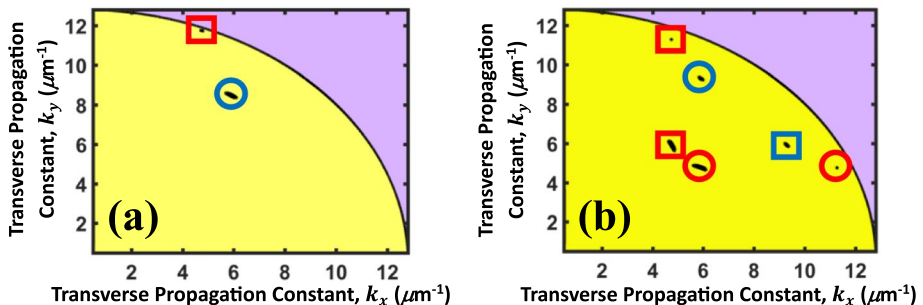 Transverse Propagation
Constant, k_y (μm⁻¹)
12
10
8
6
4
2
(a)
2 4 6 8 10 12
Transverse Propagation Constant, k_x (μm⁻¹)
Transverse Propagation
Constant, k_y (μm⁻¹)
12
10
8
6
4
2
(b)
2 4 6 8 10 12
Transverse Propagation Constant, k_x (μm⁻¹)